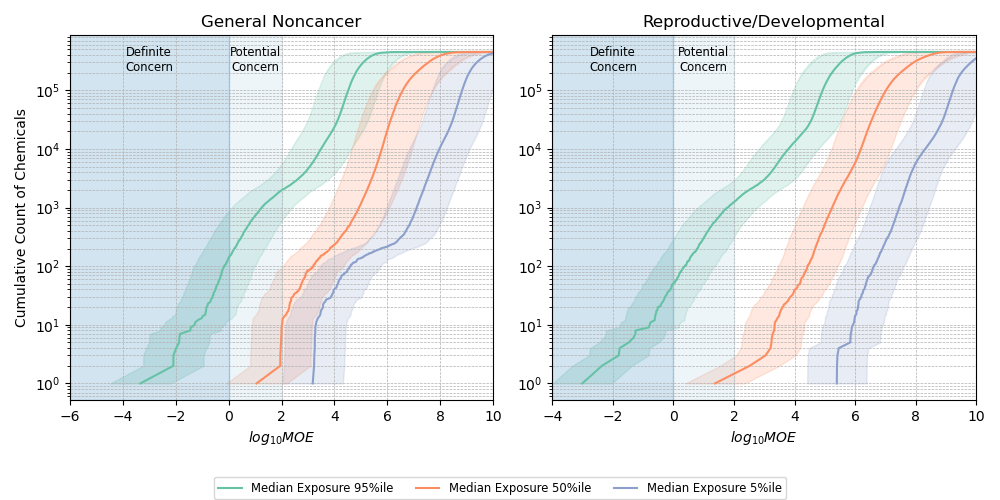 General Noncancer
Reproductive/Developmental
Definite
Concern
Potential
Concern
Definite
Concern
Potential
Concern
Cumulative Count of Chemicals
10⁵
10⁴
10³
10²
10¹
10⁰
−6 −4 −2 0 2 4 6 8 10
log₁₀MOE
10⁵
10⁴
10³
10²
10¹
10⁰
−4 −2 0 2 4 6 8 10
log₁₀MOE
Median Exposure 95%ile Median Exposure 50%ile Median Exposure 5%ile